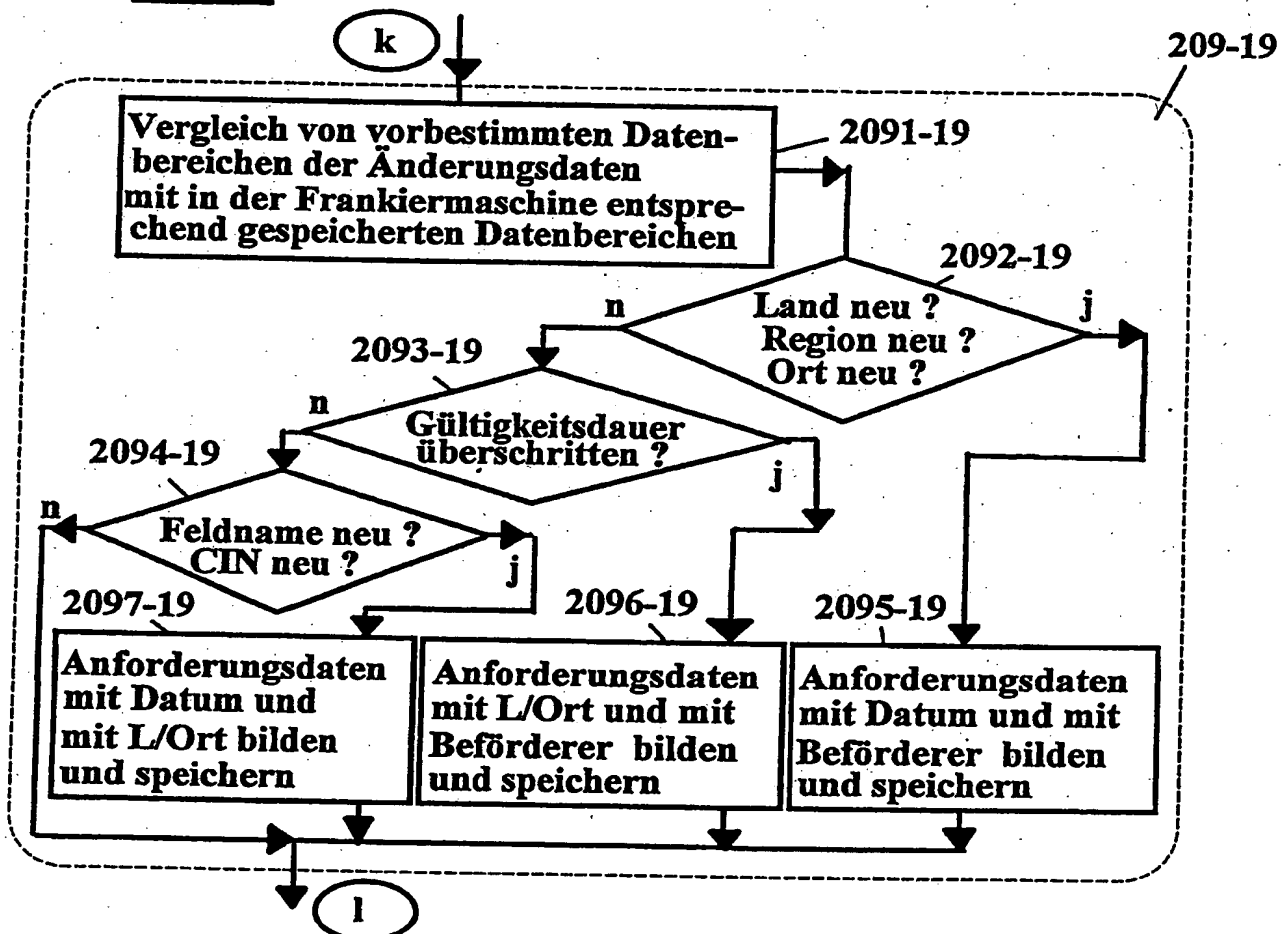 k
209-19
Vergleich von vorbestimmten Daten-
bereichen der Änderungsdaten
mit in der Frankiermaschine entspre-
chend gespeicherten Datenbereichen
2091-19
2092-19
n
Land neu ?
Region neu ?
Ort neu ?
j
2093-19
n
Gültigkeitsdauer
überschritten ?
j
2094-19
n
Feldname neu ?
CIN neu ?
j
2097-19
Anforderungsdaten
mit Datum und
mit L/Ort bilden
und speichern
2096-19
Anforderungsdaten
mit L/Ort und mit
Beförderer bilden
und speichern
2095-19
Anforderungsdaten
mit Datum und mit
Beförderer bilden
und speichern
l